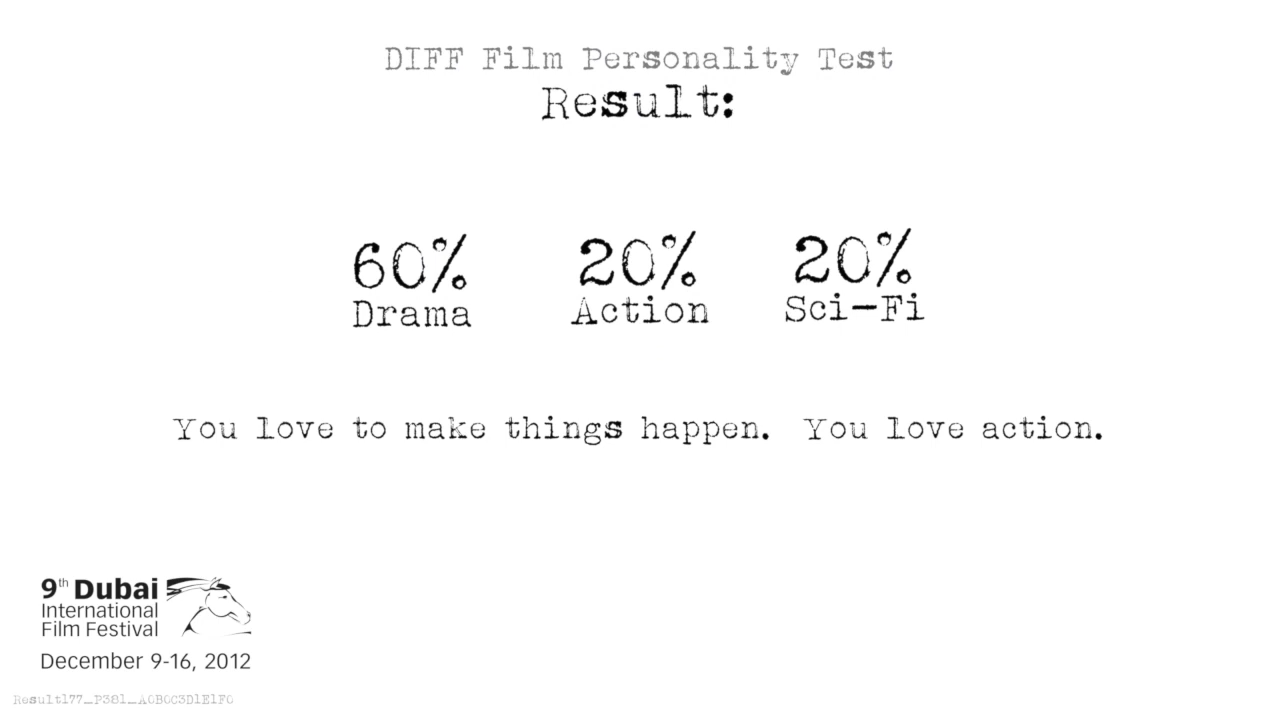 DIFF Film Personality Test
Result:
60% 20% 20%
Drama Action Sci-Fi
You love to make things happen. You love action.
9th Dubai
International
Film Festival
December 9-16, 2012
Result177_P381_A0B0C3D1E1F0